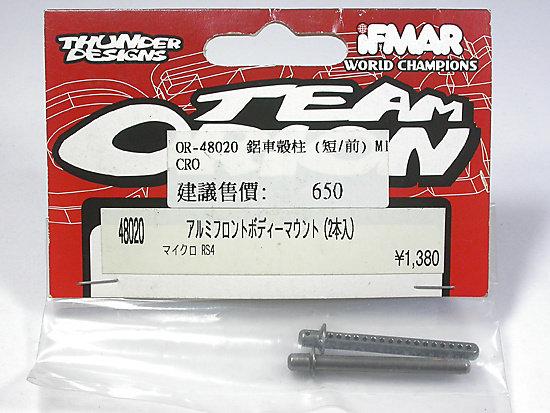 THUNDER
DESIGNS
iFMAR
WORLD CHAMPIONS
TEAM
ORION
OR-48020 鋁車殼柱 (短/前) MI
CRO
建議售價: 650
48020 アルミフロントボディーマウント(2本入)
マイクロ RS4
¥1,380